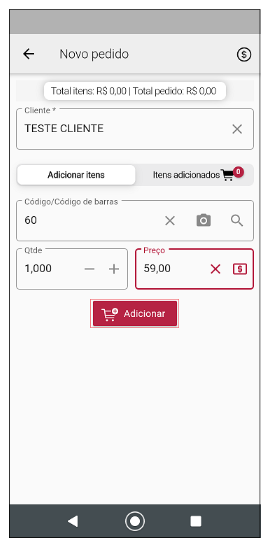 Novo pedido
Total itens: R$ 0,00 | Total pedido: R$ 0,00
Cliente *
TESTE CLIENTE
Adicionar itens
Itens adicionados 0
Código/Código de barras
60
Qtde
Preço
1,000
59,00
Adicionar